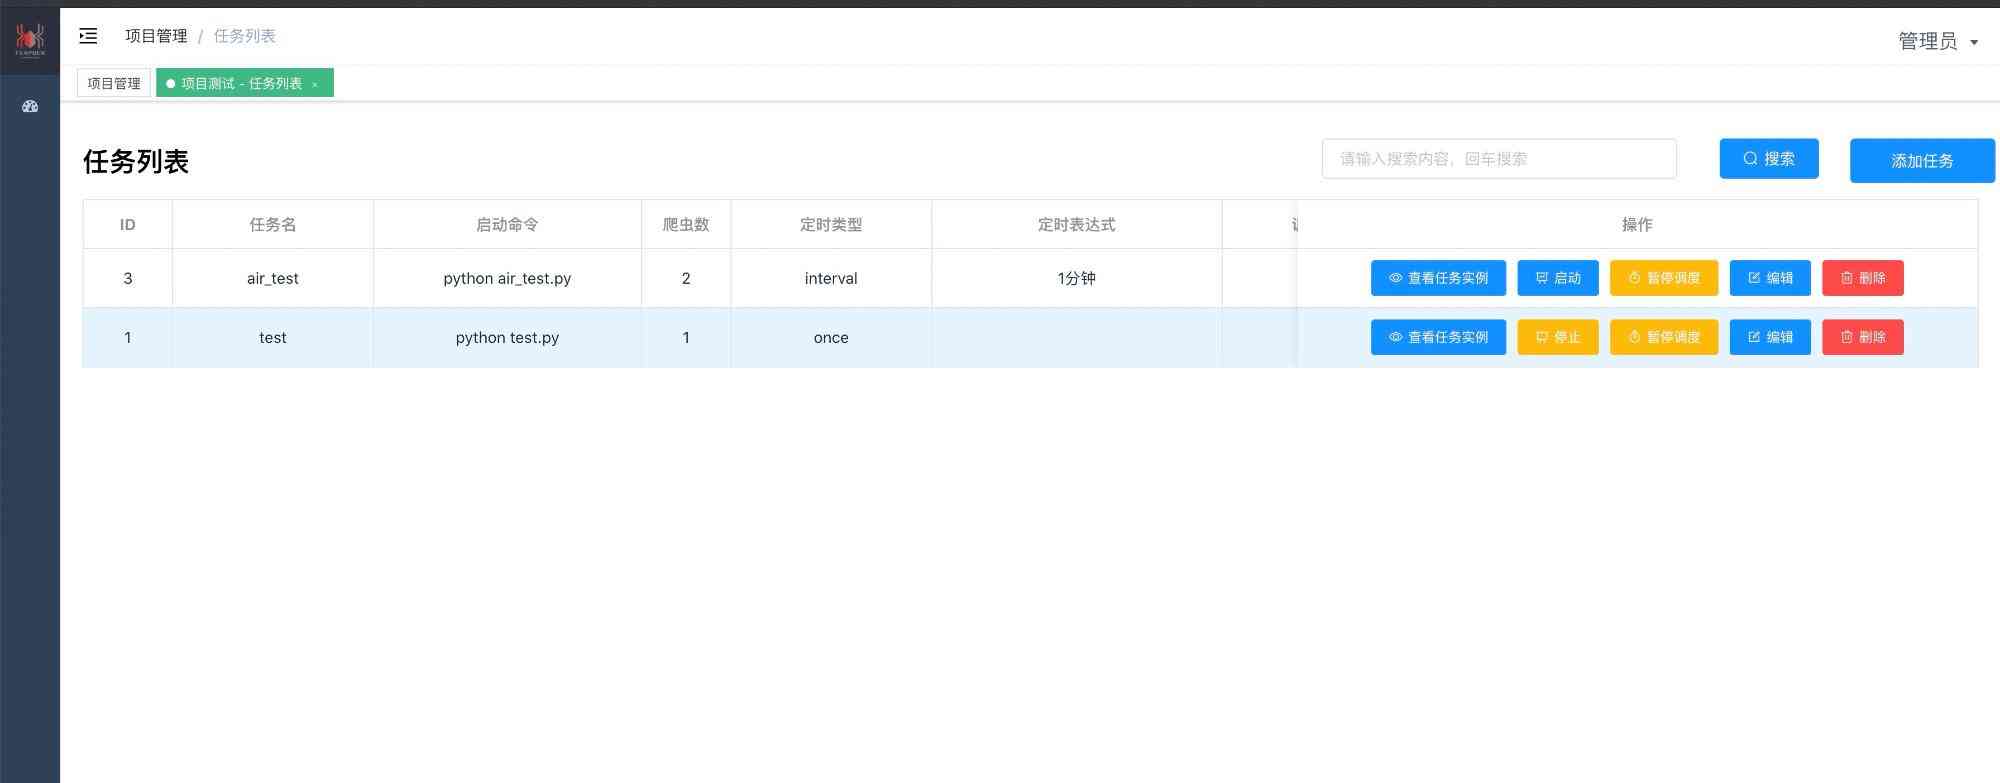 项目管理 / 任务列表
管理员
项目管理
项目测试 - 任务列表 ×
任务列表
请输入搜索内容，回车搜索
搜索
添加任务
ID 任务名 启动命令 爬虫数 定时类型 定时表达式 操作
3 air_test python air_test.py 2 interval 1分钟 查看任务实例 启动 暂停调度 编辑 删除
1 test python test.py 1 once 查看任务实例 停止 暂停调度 编辑 删除